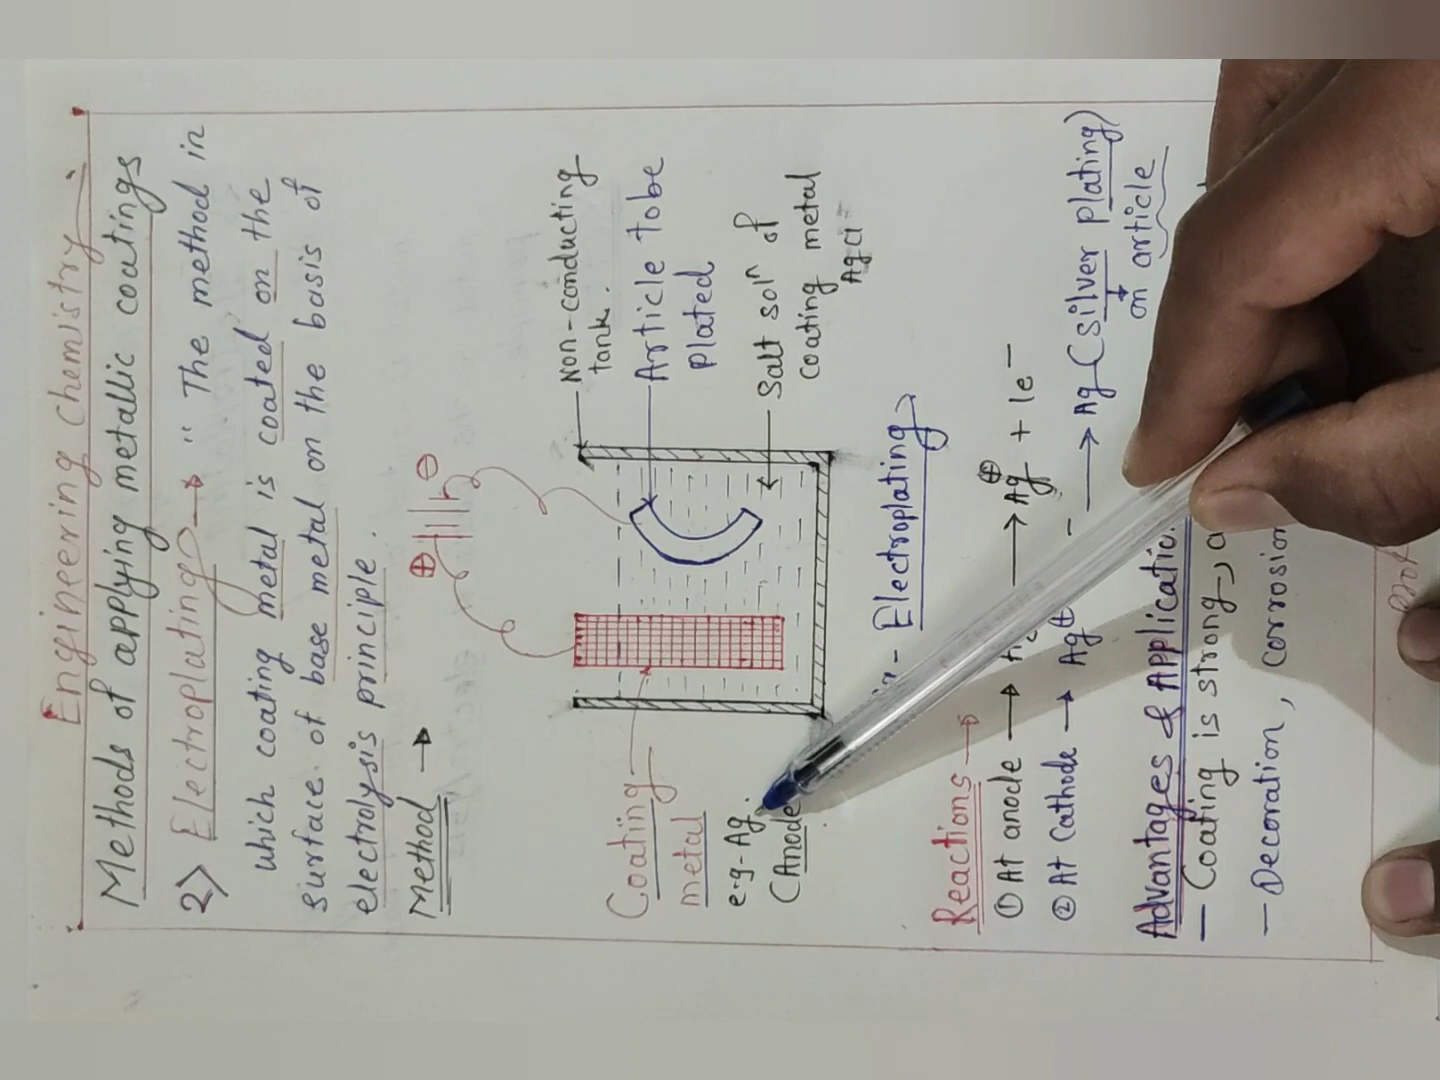 Engineering chemistry
Methods of applying metallic coatings
2) Electroplating → " The method in
which coating metal is coated on the
surface of base metal on the basis of
electrolysis principle.
Method →
⊕ ⊖
Non-conducting
tank.
Article tobe
plated
Salt solⁿ of
coating metal
AgCl
Coating
metal
e.g-Ag.
(Anode
- Electroplating
Reactions →
① At anode → Ag → Ag⊕ + 1e⁻
② At Cathode → Ag⊕ → Ag (silver plating)
on article
Advantages & Applicatio
- Coating is strong,
- Decoration, corrosion